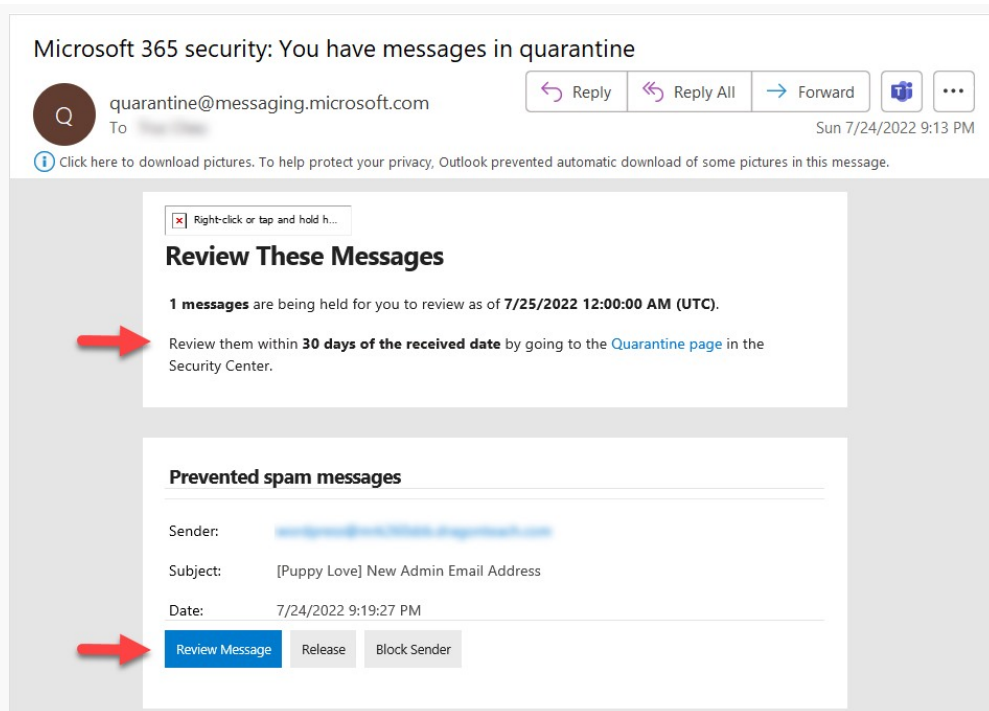 Microsoft 365 security: You have messages in quarantine
Q
quarantine@messaging.microsoft.com
Reply
Reply All
Forward
To
Sun 7/24/2022 9:13 PM
Click here to download pictures. To help protect your privacy, Outlook prevented automatic download of some pictures in this message.
Right-click or tap and hold h...
Review These Messages
1 messages are being held for you to review as of 7/25/2022 12:00:00 AM (UTC).
Review them within 30 days of the received date by going to the Quarantine page in the
Security Center.
Prevented spam messages
Sender:
Subject: [Puppy Love] New Admin Email Address
Date: 7/24/2022 9:19:27 PM
Review Message Release Block Sender